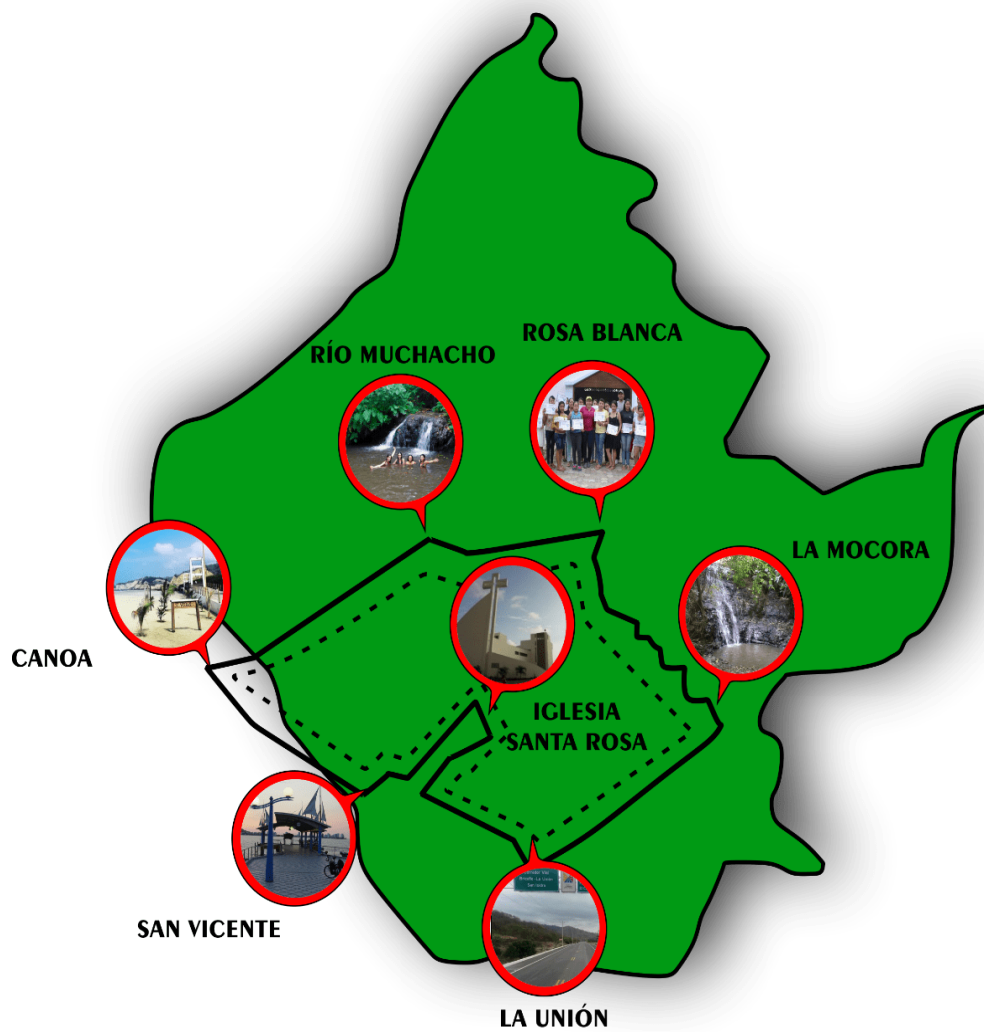 ROSA BLANCA
RÍO MUCHACHO
LA MOCORA
CANOA
IGLESIA
SANTA ROSA
SAN VICENTE
LA UNIÓN